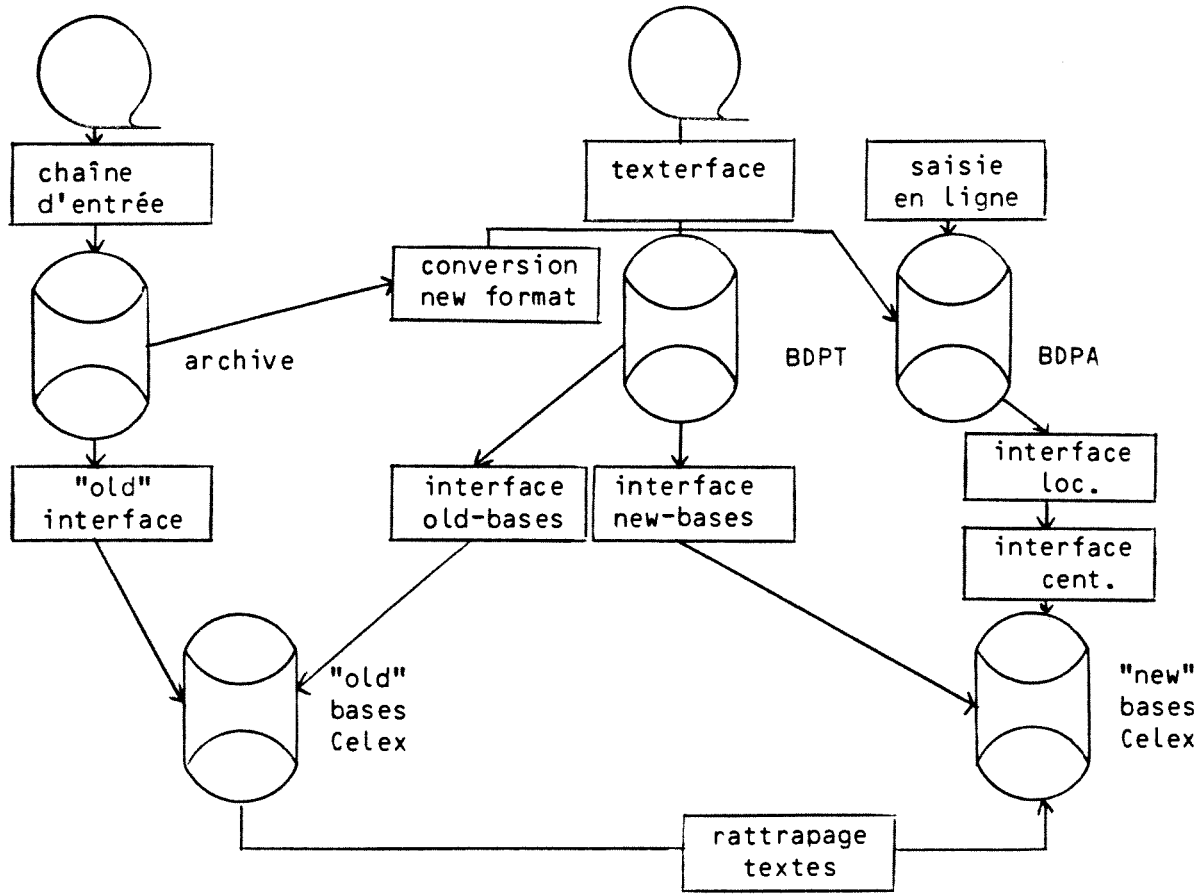 chaîne
d'entrée
texterface
saisie
en ligne
conversion
new format
archive
BDPT
BDPA
"old"
interface
interface
old-bases
interface
new-bases
interface
loc.
interface
cent.
"old"
bases
Celex
"new"
bases
Celex
rattrapage
textes